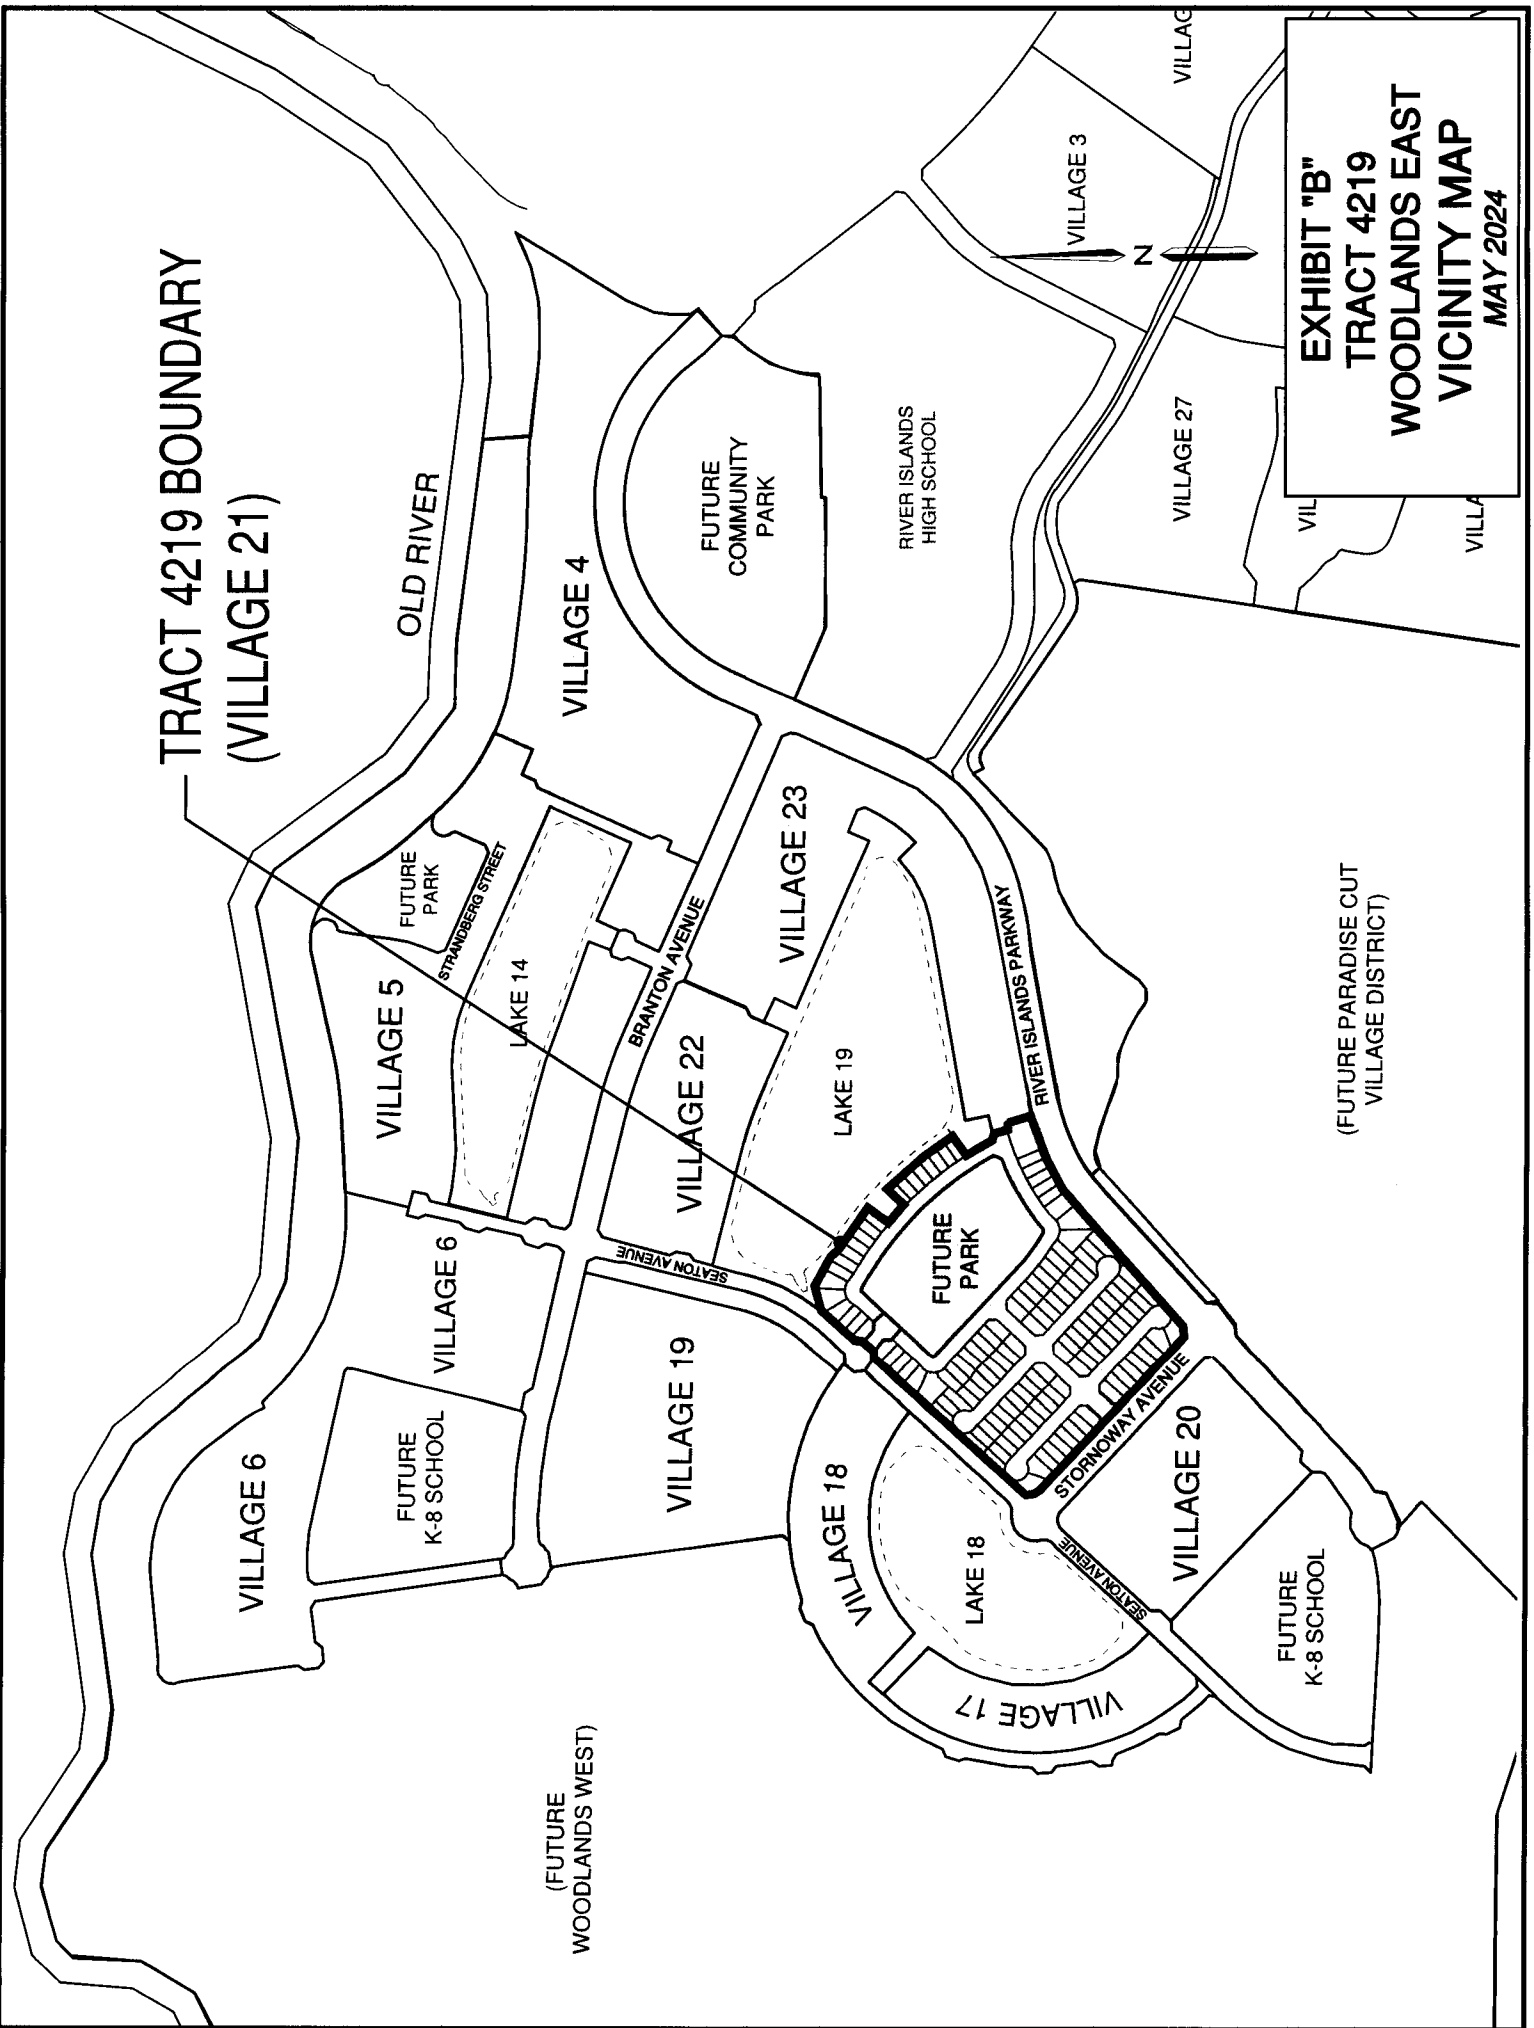 TRACT 4219 BOUNDARY
(VILLAGE 21)
OLD RIVER
VILLAGE 4
FUTURE
COMMUNITY
PARK
RIVER ISLANDS
HIGH SCHOOL
VILLAGE 3
VILLAG
N
VILLAGE 27
VIL
VILLA
FUTURE
PARK
STRANDBERG STREET
LAKE 14
VILLAGE 5
BRANTON AVENUE
VILLAGE 23
VILLAGE 22
LAKE 19
RIVER ISLANDS PARKWAY
(FUTURE PARADISE CUT
VILLAGE DISTRICT)
VILLAGE 6
SEATON AVENUE
FUTURE
PARK
VILLAGE 19
VILLAGE 6
FUTURE
K-8 SCHOOL
VILLAGE 18
LAKE 18
STORNOWAY AVENUE
VILLAGE 20
SEATON AVENUE
FUTURE
K-8 SCHOOL
VILLAGE 17
(FUTURE
WOODLANDS WEST)
EXHIBIT "B"
TRACT 4219
WOODLANDS EAST
VICINITY MAP
MAY 2024